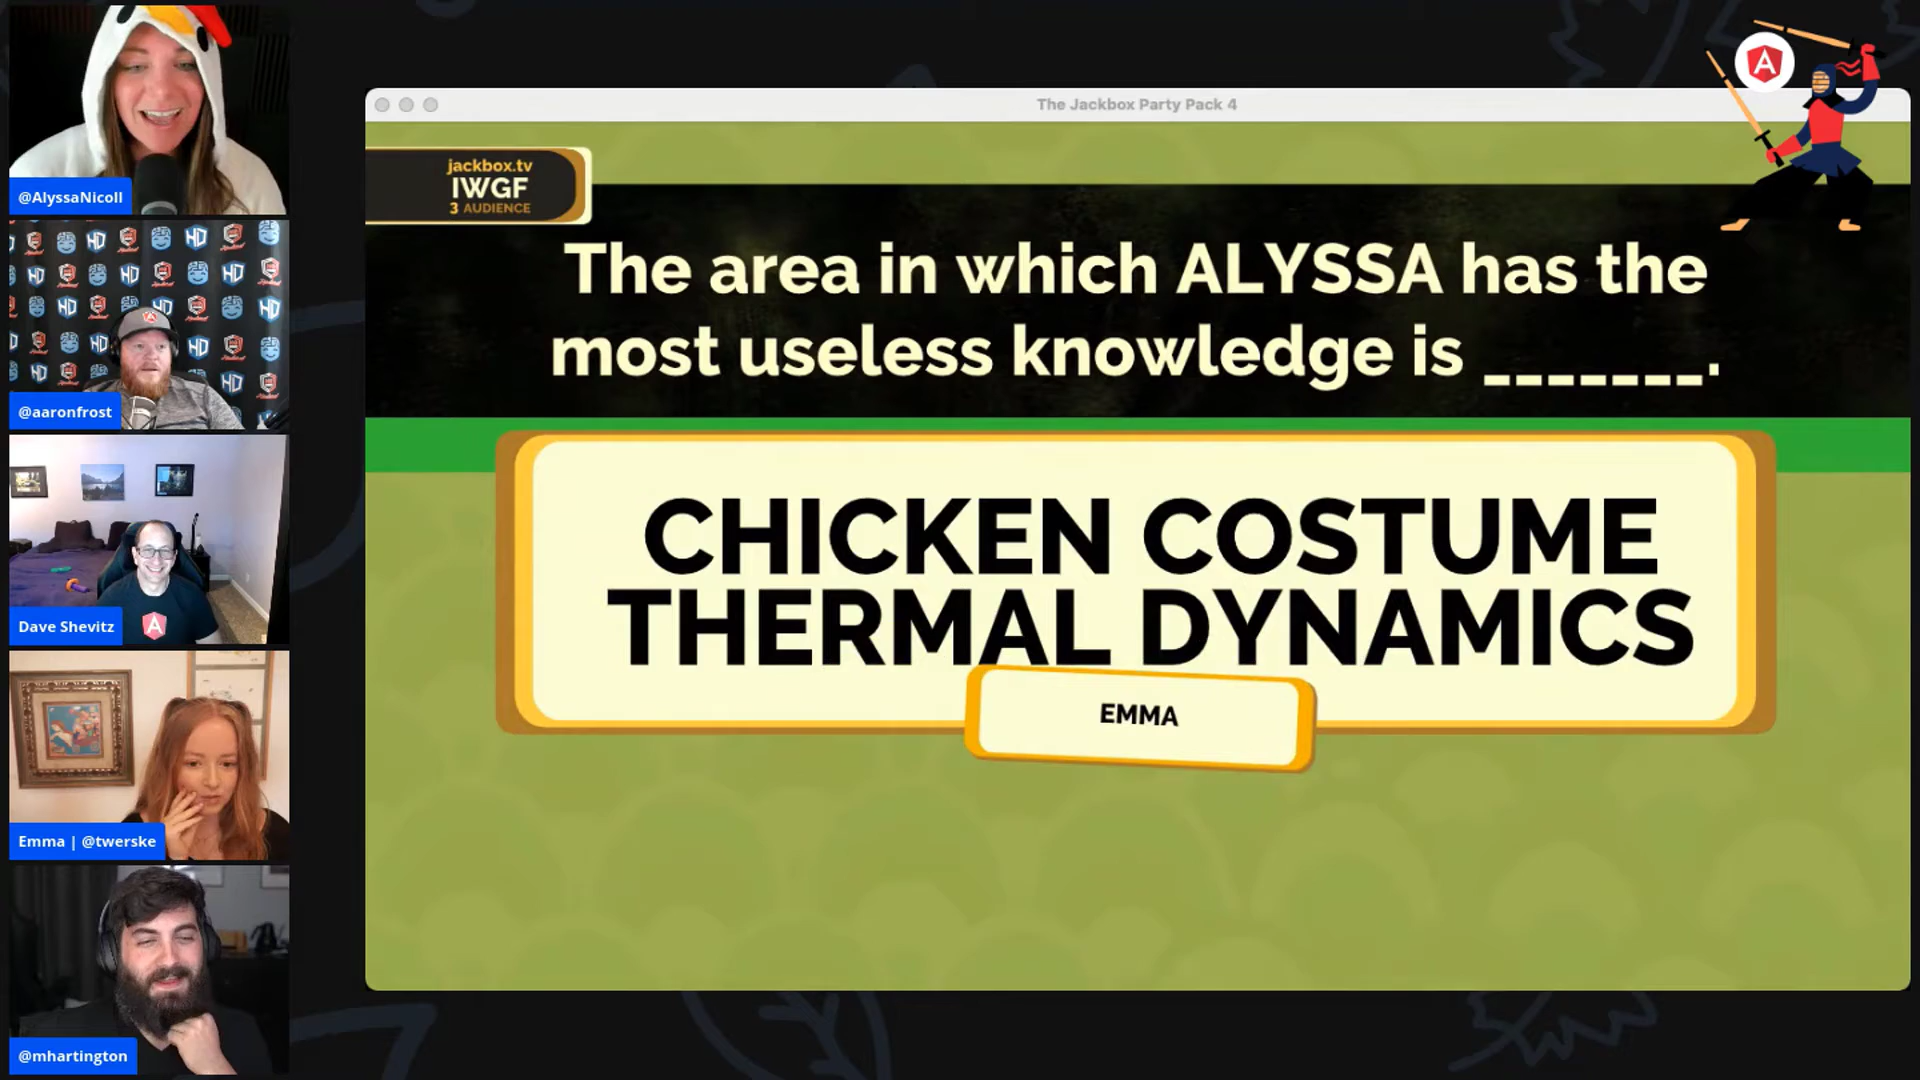 @AlyssaNicoll
@aaronfrost
Dave Shevitz
Emma | @twerske
@mhartington
The Jackbox Party Pack 4
A
jackbox.tv
IWGF
3 AUDIENCE
The area in which ALYSSA has the
most useless knowledge is _______.
CHICKEN COSTUME
THERMAL DYNAMICS
EMMA
HD
A